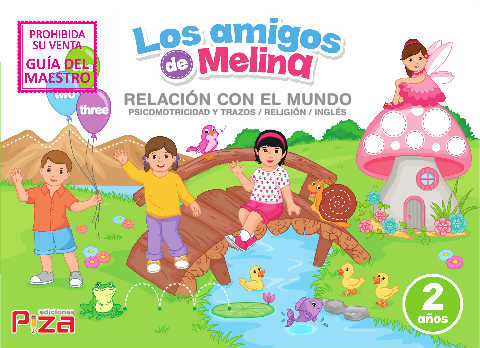 PROHIBIDA
SU VENTA
GUÍA DEL
MAESTRO
two
three
Los amigos
de Melina
RELACIÓN CON EL MUNDO
PSICOMOTRICIDAD Y TRAZOS / RELIGIÓN / INGLÉS
2
años
ediciones
Piza